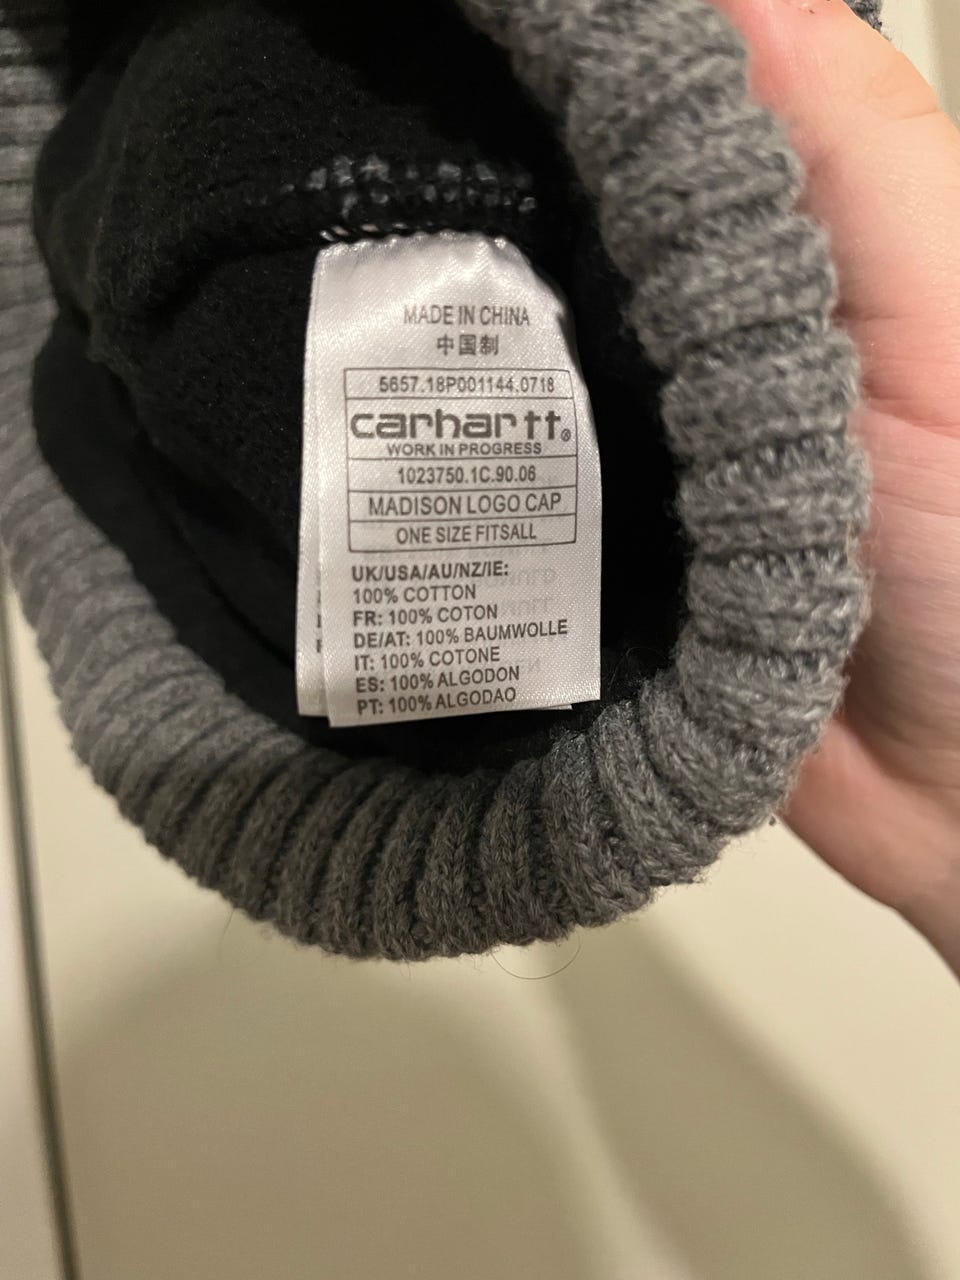 MADE IN CHINA
中国制
5657.18P001144.0718
carhartt®
WORK IN PROGRESS
1023750.1C.90.06
MADISON LOGO CAP
ONE SIZE FITSALL
UK/USA/AU/NZ/IE:
100% COTTON
FR: 100% COTON
DE/AT: 100% BAUMWOLLE
IT: 100% COTONE
ES: 100% ALGODON
PT: 100% ALGODAO